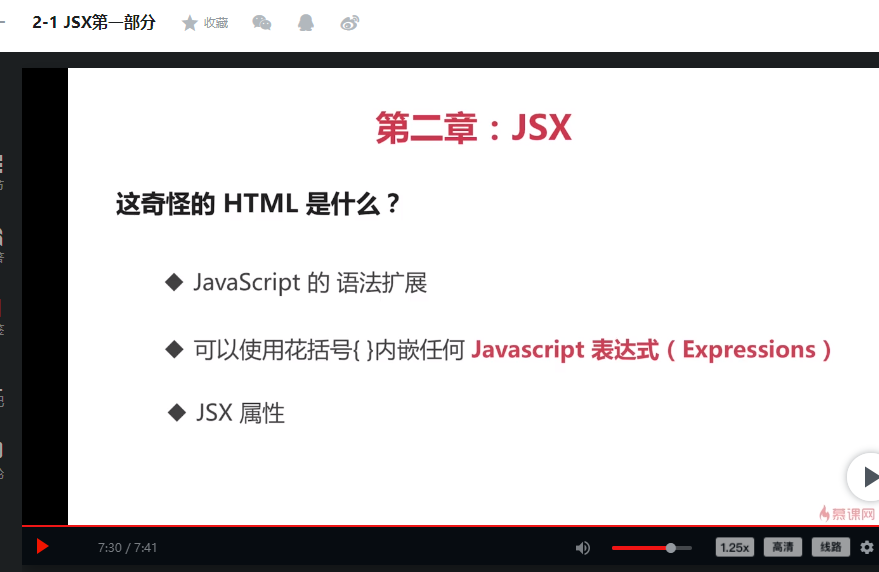 2-1 JSX第一部分 收藏
第二章：JSX
这奇怪的 HTML 是什么？
◆ JavaScript 的 语法扩展
◆ 可以使用花括号{ }内嵌任何 Javascript 表达式（Expressions）
◆ JSX 属性
慕课网
7:30 / 7:41 1.25x 高清 线路